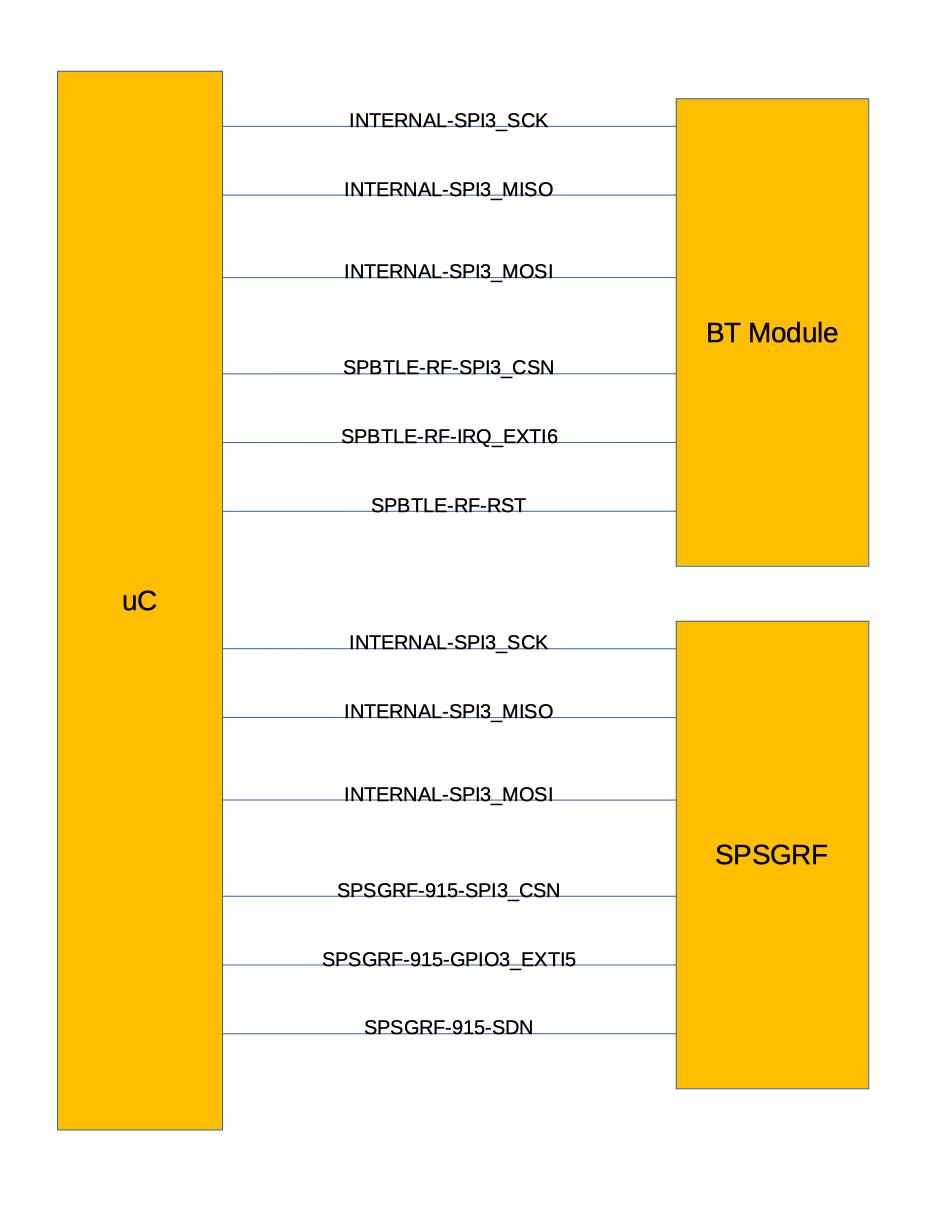 INTERNAL-SPI3_SCK
INTERNAL-SPI3_MISO
INTERNAL-SPI3_MOSI
BT Module
SPBTLE-RF-SPI3_CSN
SPBTLE-RF-IRQ_EXTI6
SPBTLE-RF-RST
uC
INTERNAL-SPI3_SCK
INTERNAL-SPI3_MISO
INTERNAL-SPI3_MOSI
SPSGRF
SPSGRF-915-SPI3_CSN
SPSGRF-915-GPIO3_EXTI5
SPSGRF-915-SDN